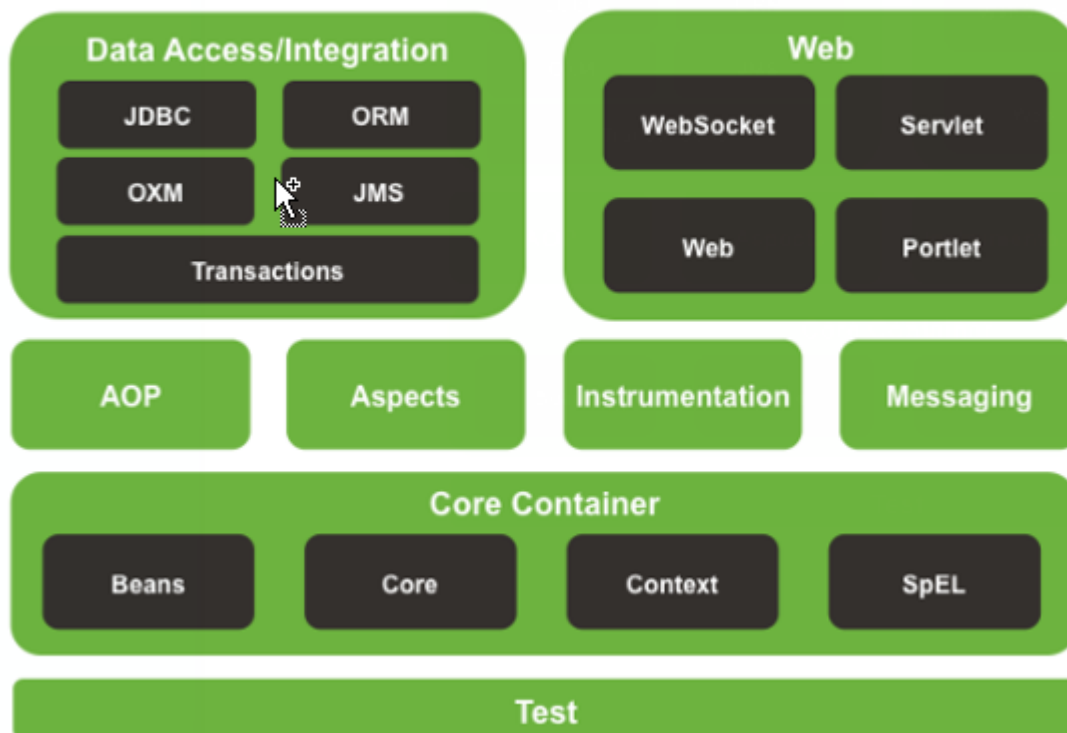 Data Access/Integration
JDBC
ORM
OXM
JMS
Transactions
Web
WebSocket
Servlet
Web
Portlet
AOP
Aspects
Instrumentation
Messaging
Core Container
Beans
Core
Context
SpEL
Test